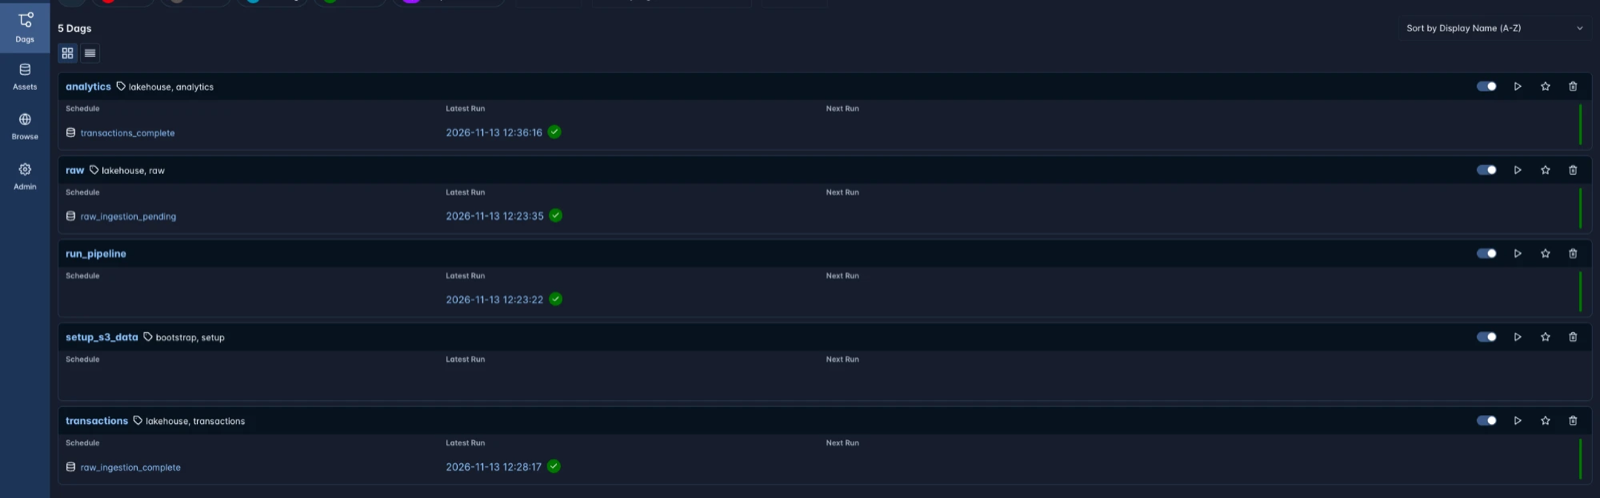 5 Dags
Sort by Display Name (A-Z)
Dags
Assets
Browse
Admin
analytics lakehouse, analytics
Schedule Latest Run Next Run
transactions_complete 2026-11-13 12:36:16
raw lakehouse, raw
Schedule Latest Run Next Run
raw_ingestion_pending 2026-11-13 12:23:35
run_pipeline
Schedule Latest Run Next Run
2026-11-13 12:23:22
setup_s3_data bootstrap, setup
Schedule Latest Run Next Run
transactions lakehouse, transactions
Schedule Latest Run Next Run
raw_ingestion_complete 2026-11-13 12:28:17